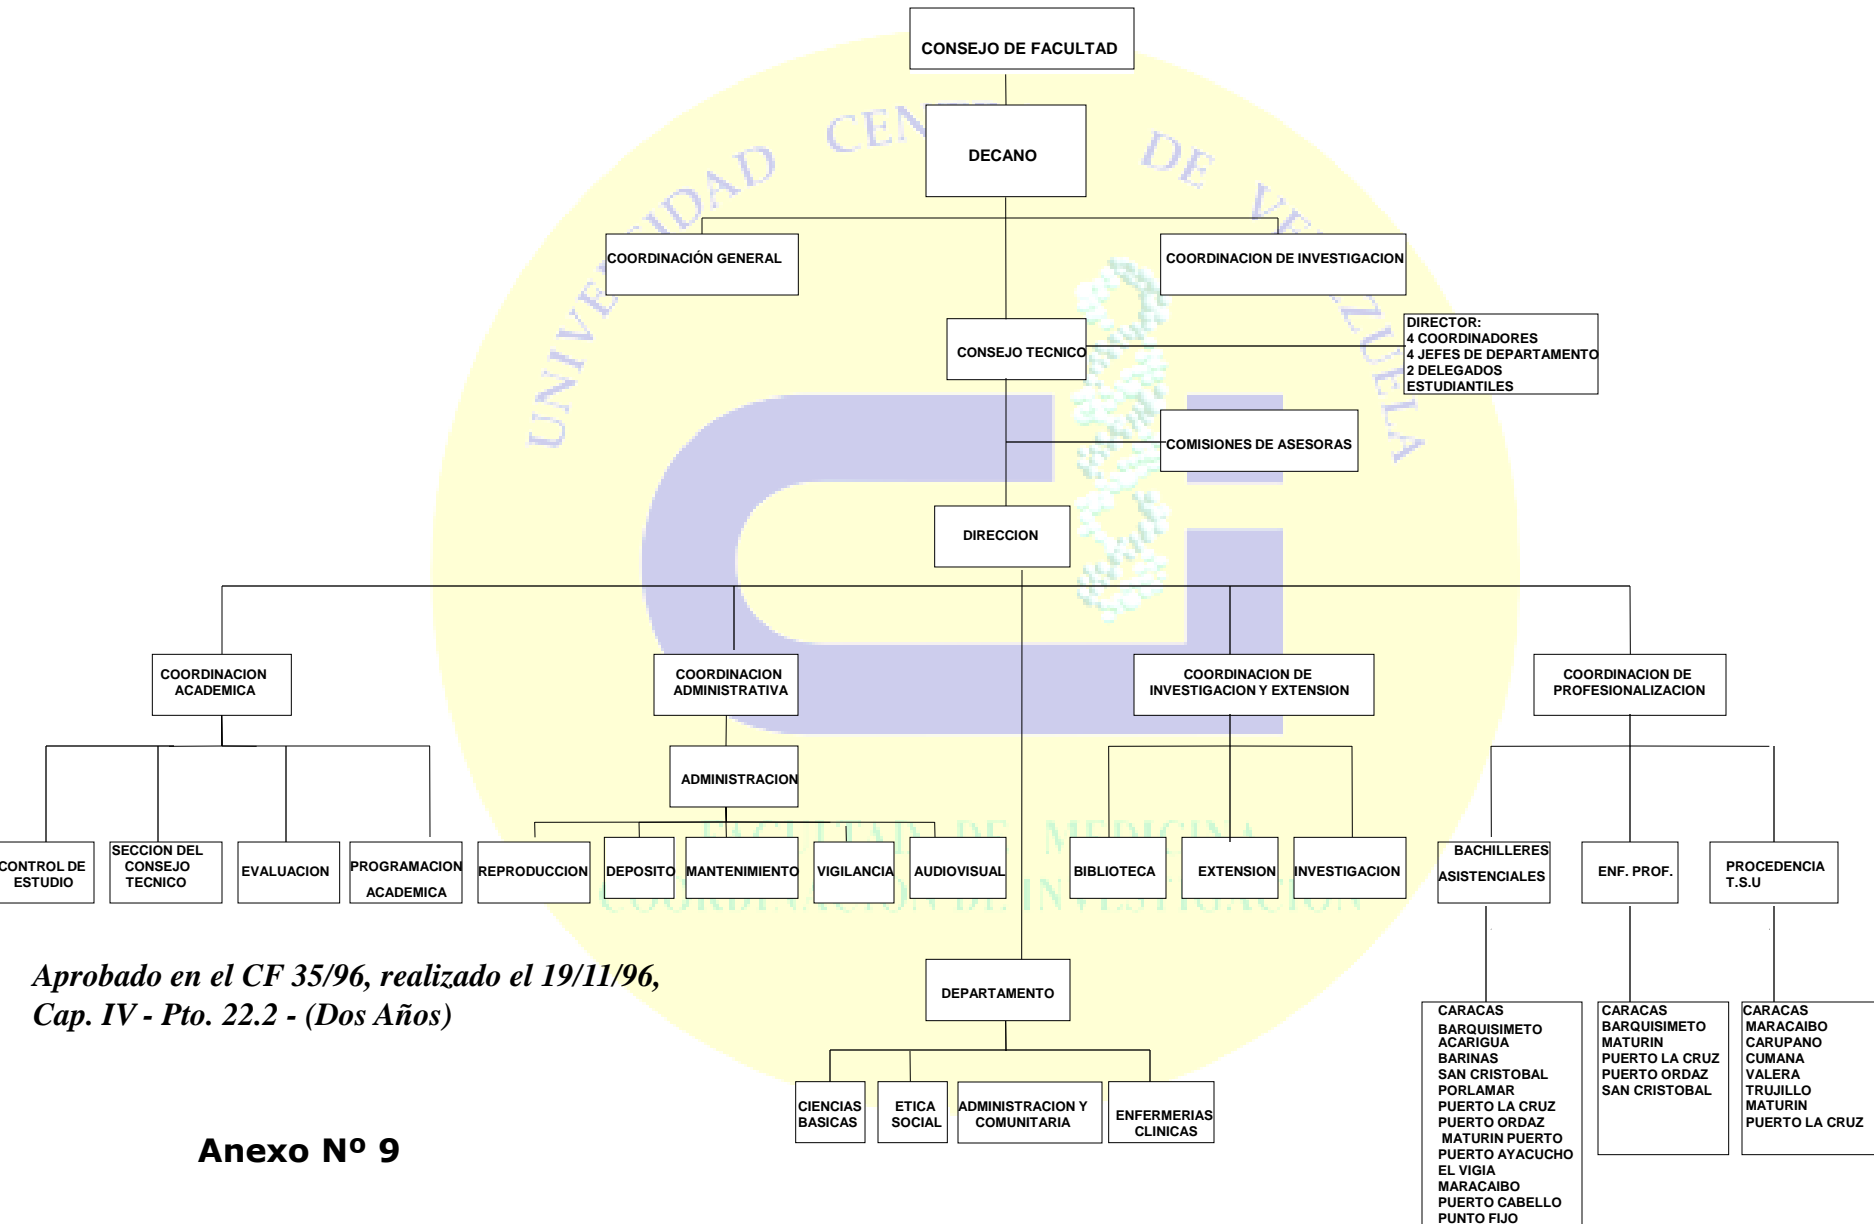 CONSEJO DE FACULTAD
DECANO
COORDINACIÓN GENERAL
COORDINACION DE INVESTIGACION
CONSEJO TECNICO
DIRECTOR:
4 COORDINADORES
4 JEFES DE DEPARTAMENTO
2 DELEGADOS
ESTUDIANTILES
COMISIONES DE ASESORAS
DIRECCION
COORDINACION
ACADEMICA
COORDINACION
ADMINISTRATIVA
COORDINACION DE
INVESTIGACION Y EXTENSION
COORDINACION DE
PROFESIONALIZACION
ADMINISTRACION
CONTROL DE
ESTUDIO
SECCION DEL
CONSEJO
TECNICO
EVALUACION
PROGRAMACION
ACADEMICA
REPRODUCCION
DEPOSITO
MANTENIMIENTO
VIGILANCIA
AUDIOVISUAL
BIBLIOTECA
EXTENSION
INVESTIGACION
BACHILLERES
ASISTENCIALES
ENF. PROF.
PROCEDENCIA
T.S.U
Aprobado en el CF 35/96, realizado el 19/11/96,
Cap. IV - Pto. 22.2 - (Dos Años)
DEPARTAMENTO
CIENCIAS
BASICAS
ETICA
SOCIAL
ADMINISTRACION Y
COMUNITARIA
ENFERMERIAS
CLINICAS
CARACAS
BARQUISIMETO
ACARIGUA
BARINAS
SAN CRISTOBAL
PORLAMAR
PUERTO LA CRUZ
PUERTO ORDAZ
MATURIN PUERTO
PUERTO AYACUCHO
EL VIGIA
MARACAIBO
PUERTO CABELLO
PUNTO FIJO
CARACAS
BARQUISIMETO
MATURIN
PUERTO LA CRUZ
PUERTO ORDAZ
SAN CRISTOBAL
CARACAS
MARACAIBO
CARUPANO
CUMANA
VALERA
TRUJILLO
MATURIN
PUERTO LA CRUZ
Anexo Nº 9
DE
FACULTAD DE MEDICINA
COORDINACION DE INVESTIGACION